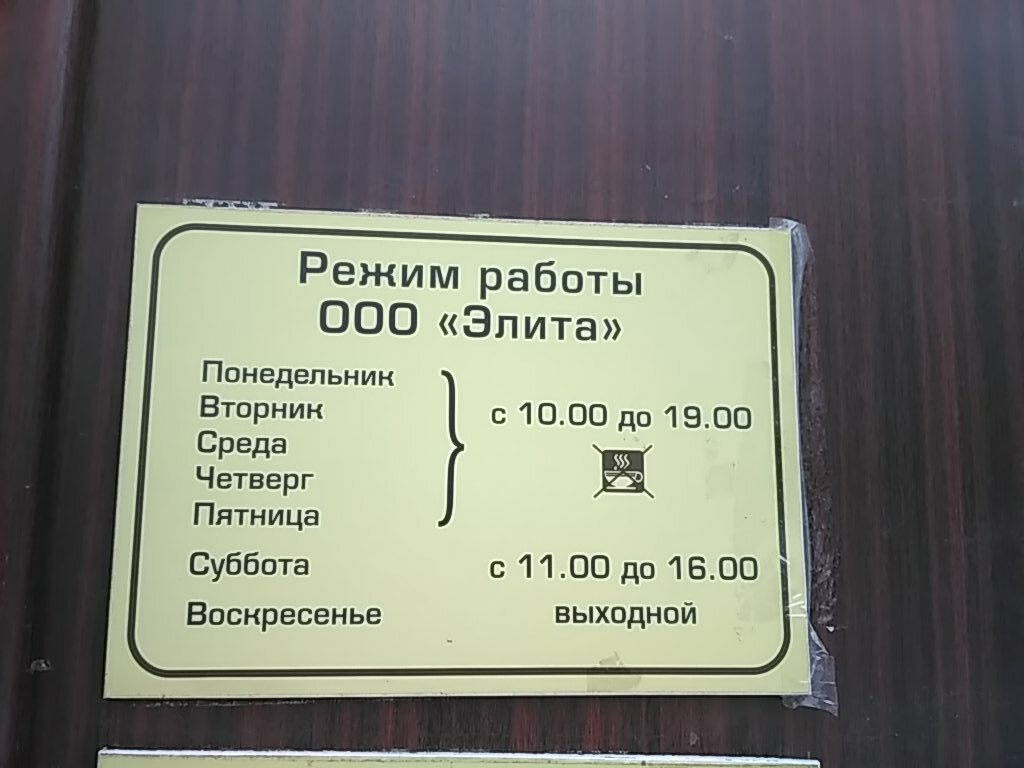 Режим работы
ООО «Элита»
Понедельник
Вторник
Среда
Четверг
Пятница
с 10.00 до 19.00
Суббота с 11.00 до 16.00
Воскресенье выходной